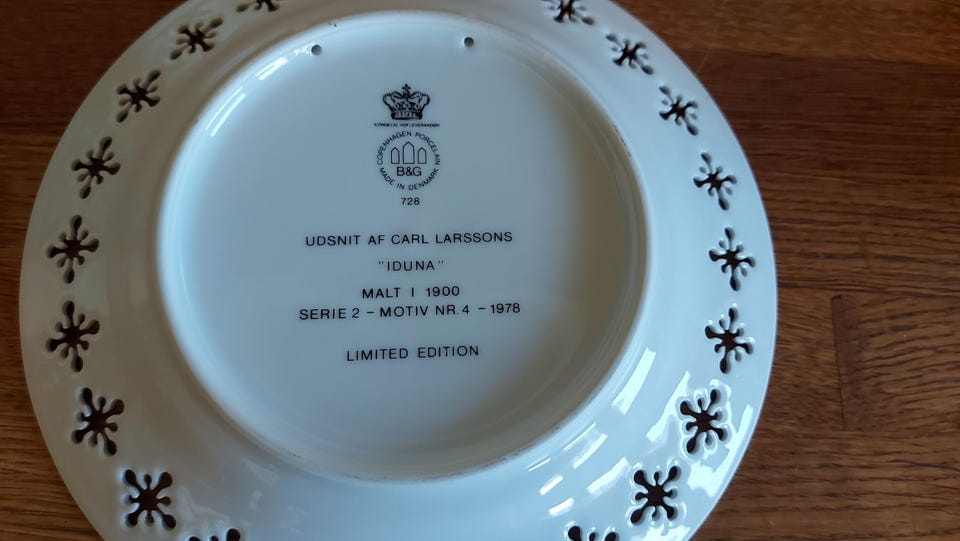 KONGELIG HOFLEVERANDØR
COPENHAGEN PORCELAIN
B&G
MADE IN DENMARK
728
UDSNIT AF CARL LARSSONS
"IDUNA"
MALT I 1900
SERIE 2 - MOTIV NR. 4 - 1978
LIMITED EDITION